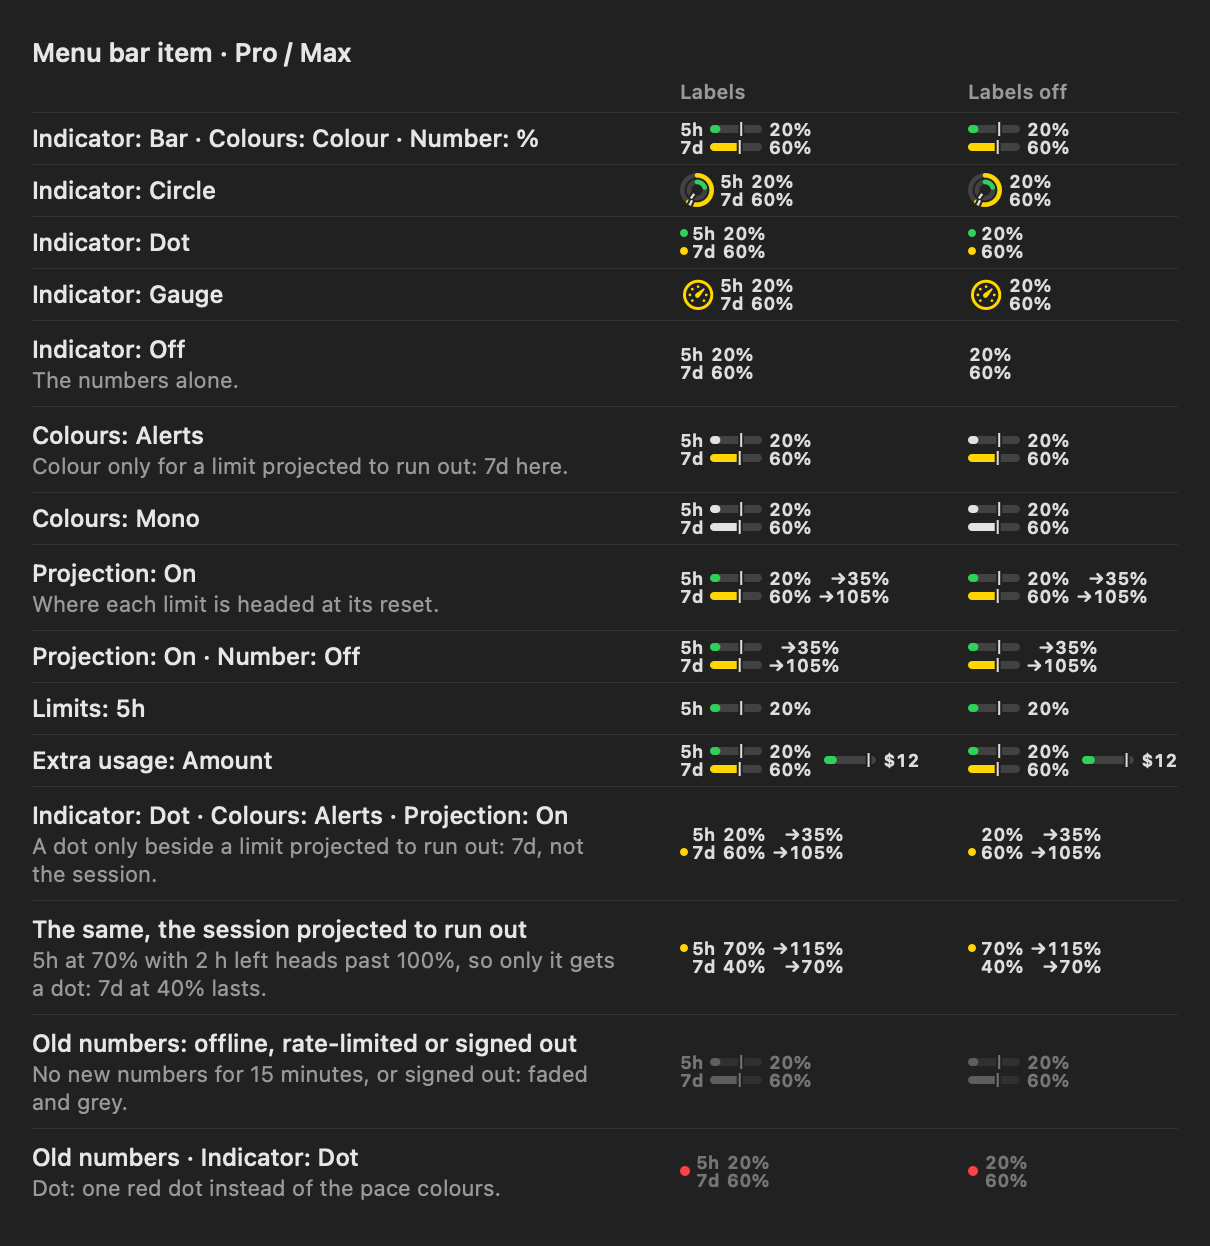 Menu bar item · Pro / Max
Labels
Labels off
Indicator: Bar · Colours: Colour · Number: %
5h 20%
7d 60%
20%
60%
Indicator: Circle
5h 20%
7d 60%
20%
60%
Indicator: Dot
5h 20%
7d 60%
20%
60%
Indicator: Gauge
5h 20%
7d 60%
20%
60%
Indicator: Off
The numbers alone.
5h 20%
7d 60%
20%
60%
Colours: Alerts
Colour only for a limit projected to run out: 7d here.
5h 20%
7d 60%
20%
60%
Colours: Mono
5h 20%
7d 60%
20%
60%
Projection: On
Where each limit is headed at its reset.
5h 20% →35%
7d 60% →105%
20% →35%
60% →105%
Projection: On · Number: Off
5h →35%
7d →105%
→35%
→105%
Limits: 5h
5h 20%
20%
Extra usage: Amount
5h 20%
7d 60%
$12
20%
60%
$12
Indicator: Dot · Colours: Alerts · Projection: On
A dot only beside a limit projected to run out: 7d, not
the session.
5h 20% →35%
7d 60% →105%
20% →35%
60% →105%
The same, the session projected to run out
5h at 70% with 2 h left heads past 100%, so only it gets
a dot: 7d at 40% lasts.
5h 70% →115%
7d 40% →70%
70% →115%
40% →70%
Old numbers: offline, rate-limited or signed out
No new numbers for 15 minutes, or signed out: faded
and grey.
5h 20%
7d 60%
20%
60%
Old numbers · Indicator: Dot
Dot: one red dot instead of the pace colours.
5h 20%
7d 60%
20%
60%